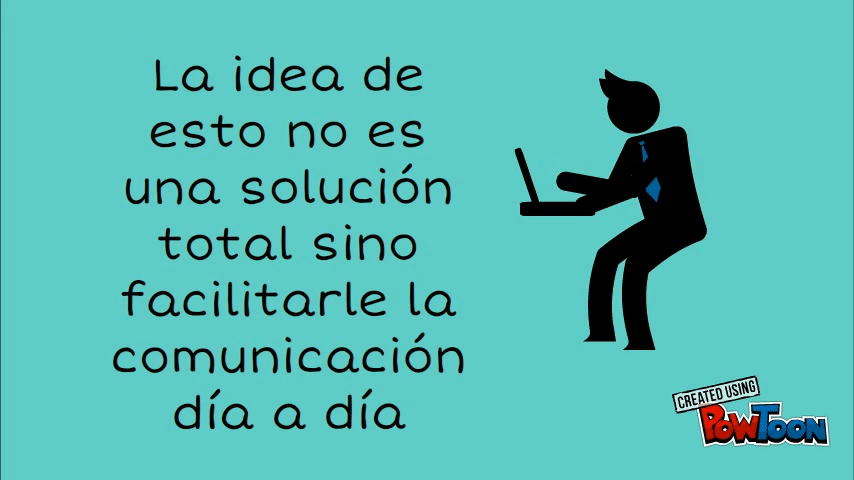 La idea de
esto no es
una solución
total sino
facilitarle la
comunicación
día a día
CREATED USING
POWTOON